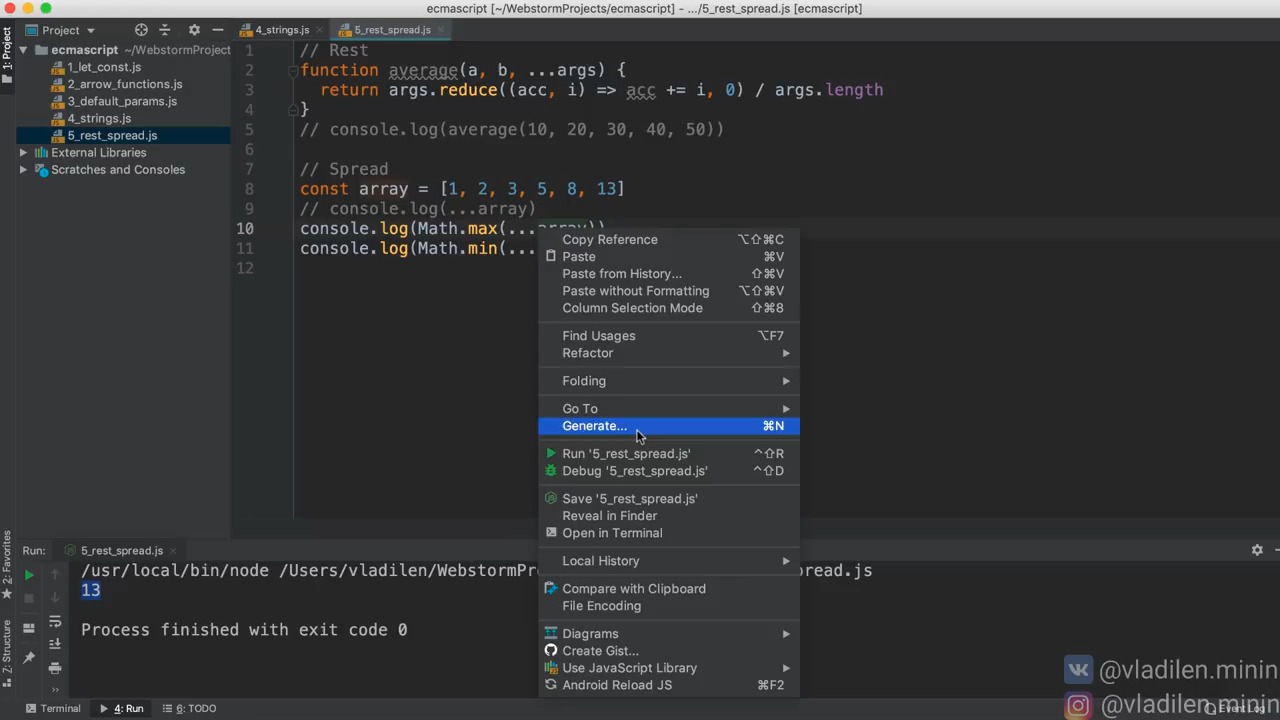 ecmascript [~/WebstormProjects/ecmascript] - .../5_rest_spread.js [ecmascript]
Project
4_strings.js
5_rest_spread.js
1: Project
ecmascript ~/WebstormProject
1_let_const.js
2_arrow_functions.js
3_default_params.js
4_strings.js
5_rest_spread.js
External Libraries
Scratches and Consoles
1 // Rest
2 function average(a, b, ...args) {
3 return args.reduce((acc, i) => acc += i, 0) / args.length
4 }
5 // console.log(average(10, 20, 30, 40, 50))
6
7 // Spread
8 const array = [1, 2, 3, 5, 8, 13]
9 // console.log(...array)
10 console.log(Math.max(...array))
11 console.log(Math.min(...
12
Copy Reference ⌥⇧⌘C
Paste ⌘V
Paste from History... ⇧⌘V
Paste without Formatting ⌥⇧⌘V
Column Selection Mode ⇧⌘8
Find Usages ⌥F7
Refactor
Folding
Go To
Generate... ⌘N
Run '5_rest_spread.js' ^⇧R
Debug '5_rest_spread.js' ^⇧D
Save '5_rest_spread.js'
Reveal in Finder
Open in Terminal
Local History
Compare with Clipboard
File Encoding
Diagrams
Create Gist...
Use JavaScript Library
Android Reload JS ⌘F2
2: Favorites
Z: Structure
Run: 5_rest_spread.js
/usr/local/bin/node /Users/vladilen/WebstormPr
spread.js
13
Process finished with exit code 0
@vladilen.minin
@vladilen.minin
Terminal
4: Run
6: TODO
Event Log